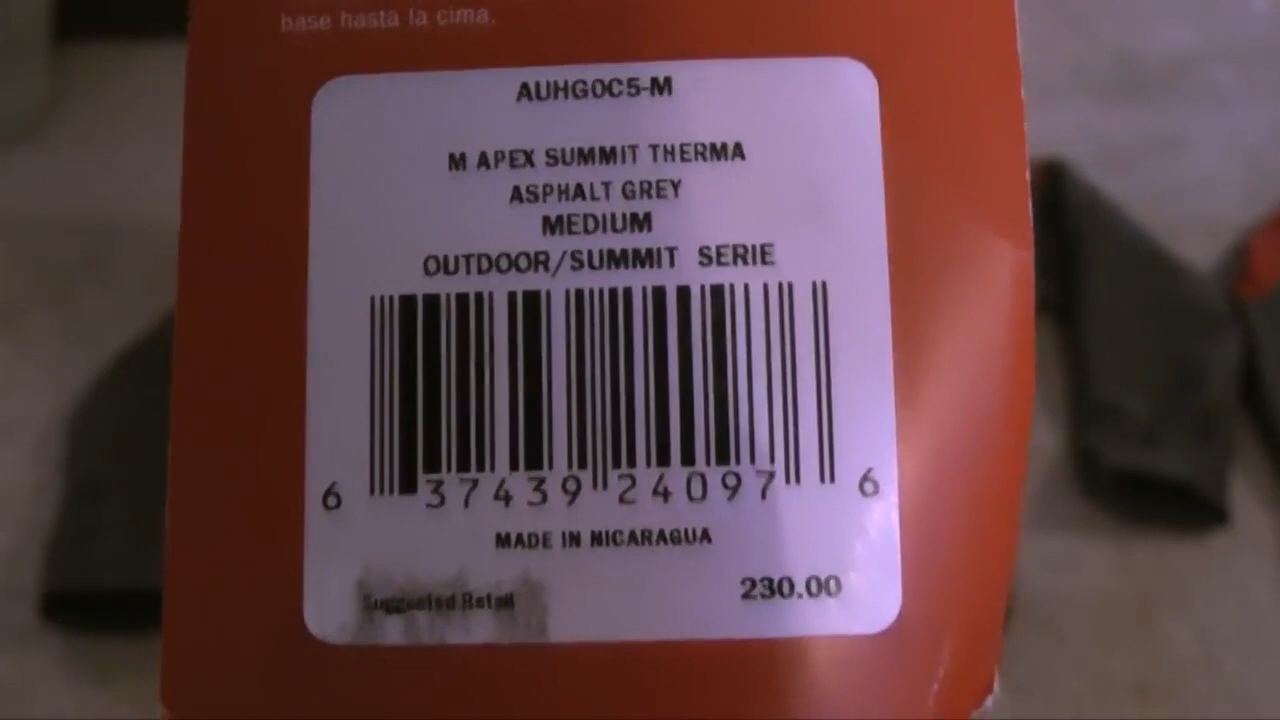 base hasta la cima.
AUHG0C5-M
M APEX SUMMIT THERMA
ASPHALT GREY
MEDIUM
OUTDOOR/SUMMIT SERIE
6 37439 24097 6
MADE IN NICARAGUA
Suggested Retail 230.00